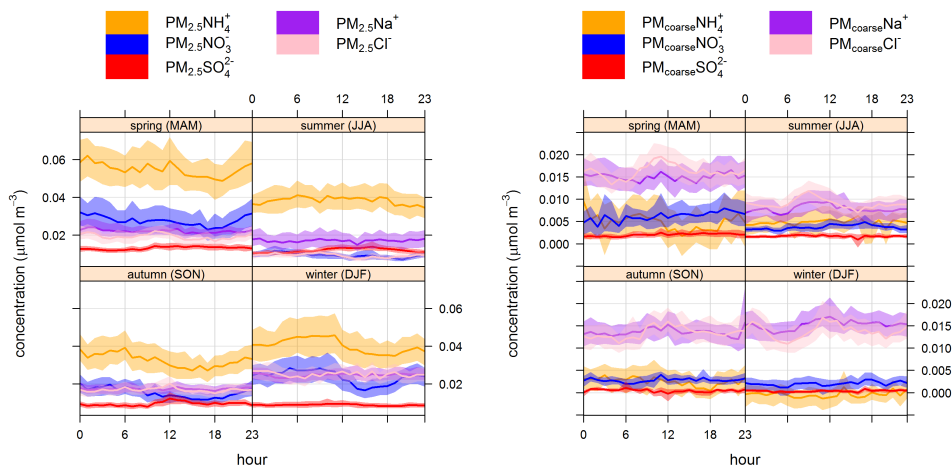 PM2.5NH4+ PM2.5Na+
PM2.5NO3- PM2.5Cl-
PM2.5SO42-
0 6 12 18 23
spring (MAM) summer (JJA)
0.06
0.04
0.02
autumn (SON) winter (DJF)
0.06
0.04
0.02
0 6 12 18 23
concentration (μmol m−3)
hour
PMcoarseNH4+ PMcoarseNa+
PMcoarseNO3- PMcoarseCl-
PMcoarseSO42-
0 6 12 18 23
spring (MAM) summer (JJA)
0.020
0.015
0.010
0.005
0.000
autumn (SON) winter (DJF)
0.020
0.015
0.010
0.005
0.000
0 6 12 18 23
concentration (μmol m−3)
hour